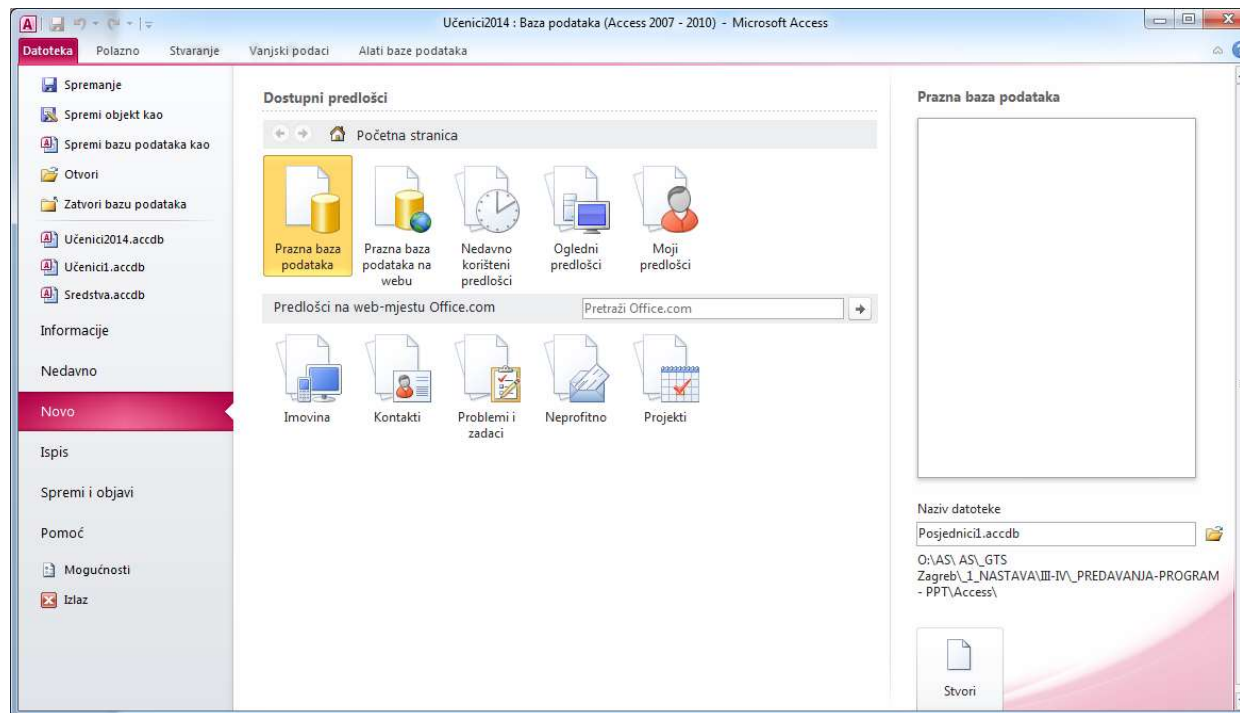 Učenici2014 : Baza podataka (Access 2007 - 2010) - Microsoft Access
Datoteka Polazno Stvaranje Vanjski podaci Alati baze podataka
Spremanje
Spremi objekt kao
Spremi bazu podataka kao
Otvori
Zatvori bazu podataka
Učenici2014.accdb
Učenici1.accdb
Sredstva.accdb
Informacije
Nedavno
Novo
Ispis
Spremi i objavi
Pomoć
Mogućnosti
Izlaz
Dostupni predlošci
Početna stranica
Prazna baza
podataka
Prazna baza
podataka na
webu
Nedavno
korišteni
predlošci
Ogledni
predlošci
Moji
predlošci
Predlošci na web-mjestu Office.com
Pretraži Office.com
Imovina
Kontakti
Problemi i
zadaci
Neprofitno
Projekti
Prazna baza podataka
Naziv datoteke
Posjednici1.accdb
O:\AS\ AS\_GTS
Zagreb\_1_NASTAVA\III-IV\_PREDAVANJA-PROGRAM
- PPT\Access\
Stvori